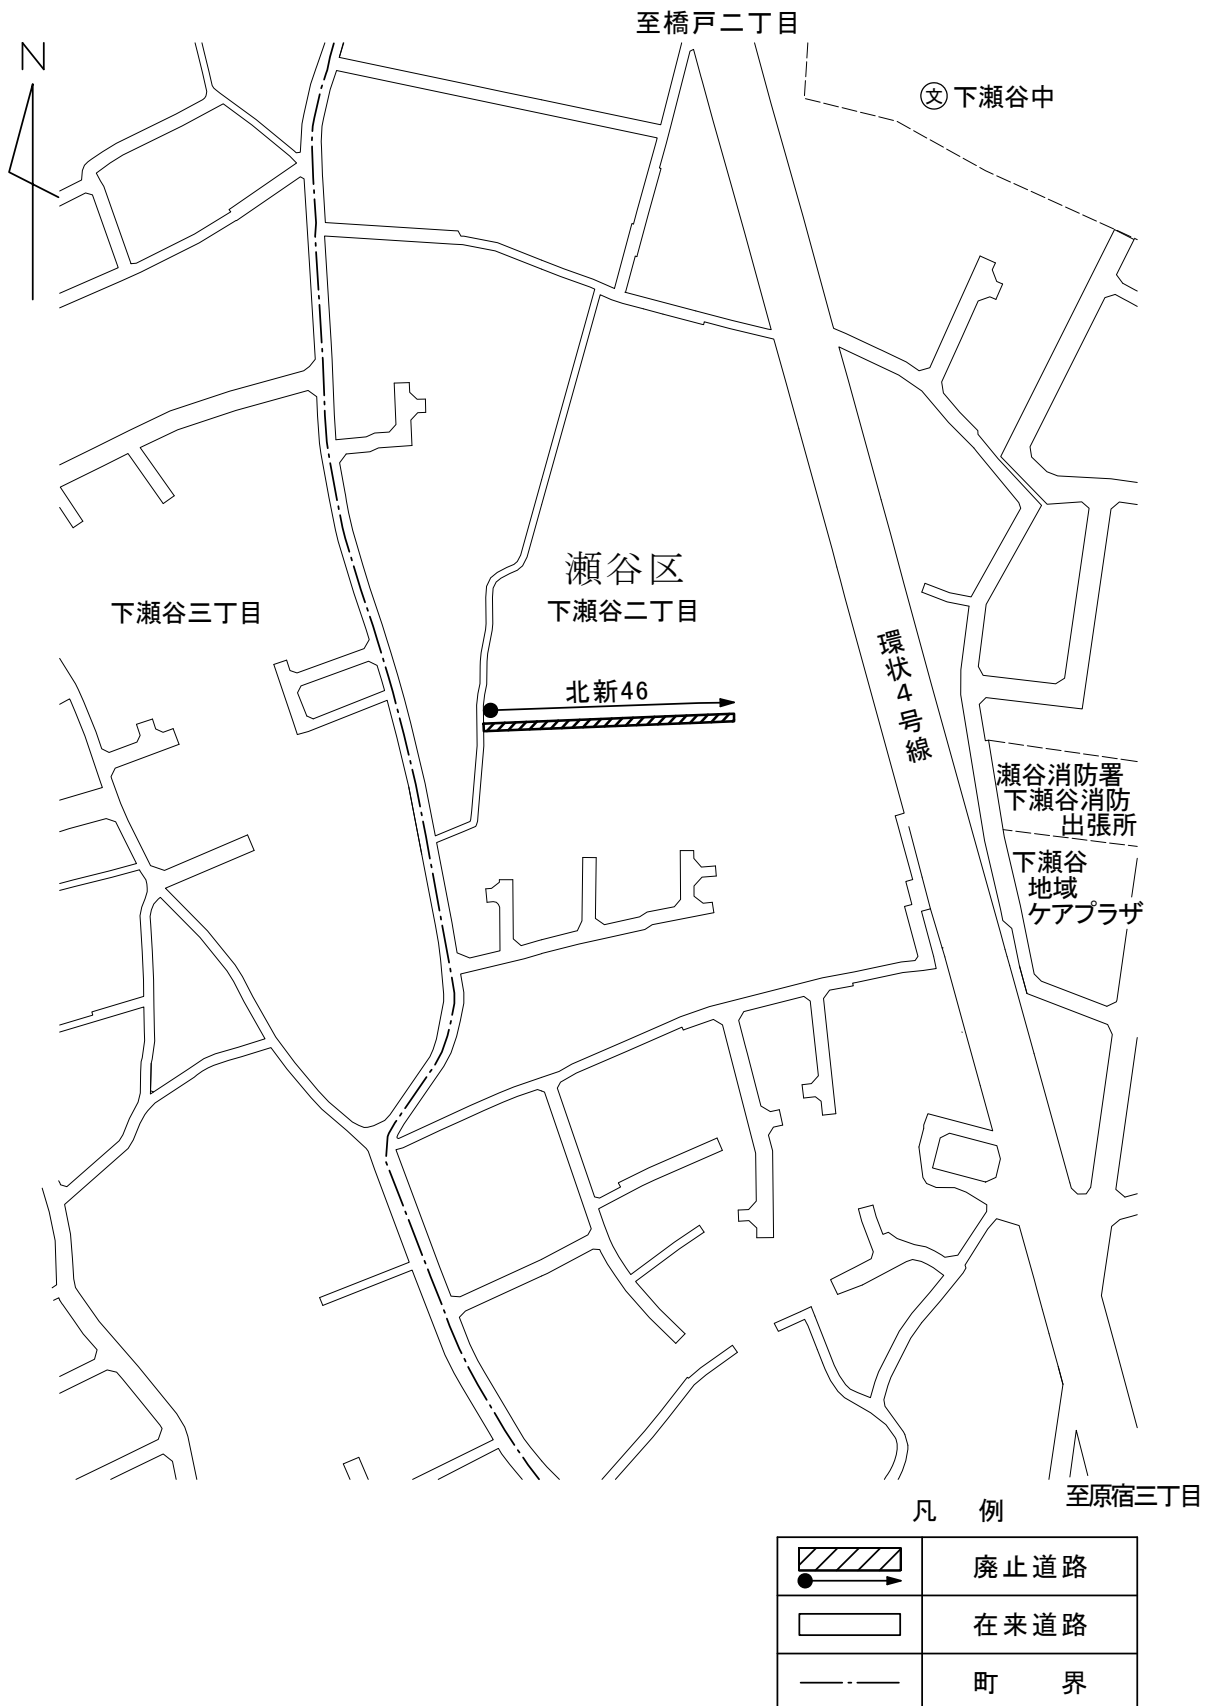 至橋戸二丁目
N
文 下瀬谷中
瀬谷区
下瀬谷三丁目
下瀬谷二丁目
環状4号線
北新46
瀬谷消防署
下瀬谷消防
出張所
下瀬谷
地域
ケアプラザ
至原宿三丁目
凡 例
廃止道路
在来道路
町 界